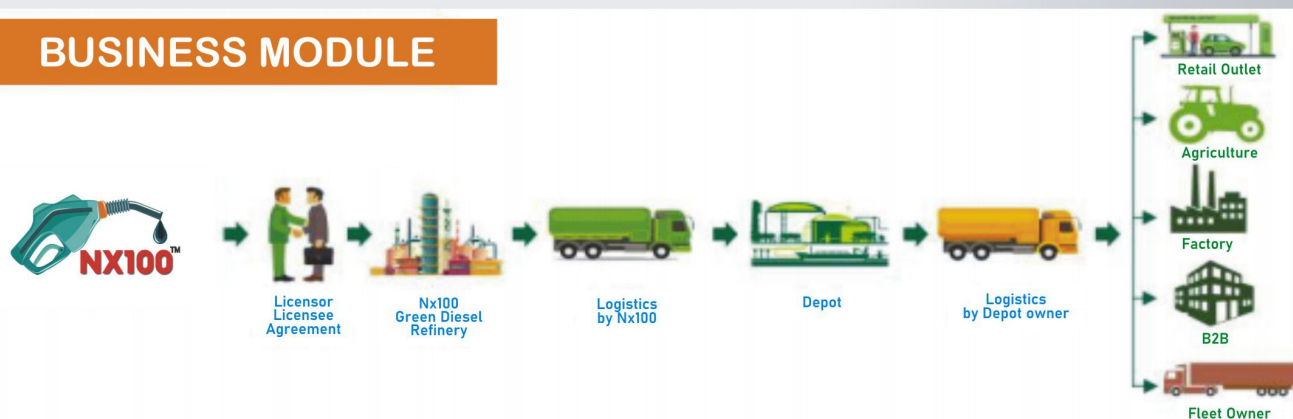 BUSINESS MODULE
NX100™
Licensor
Licensee
Agreement
Nx100
Green Diesel
Refinery
Logistics
by Nx100
Depot
Logistics
by Depot owner
Retail Outlet
Agriculture
Factory
B2B
Fleet Owner